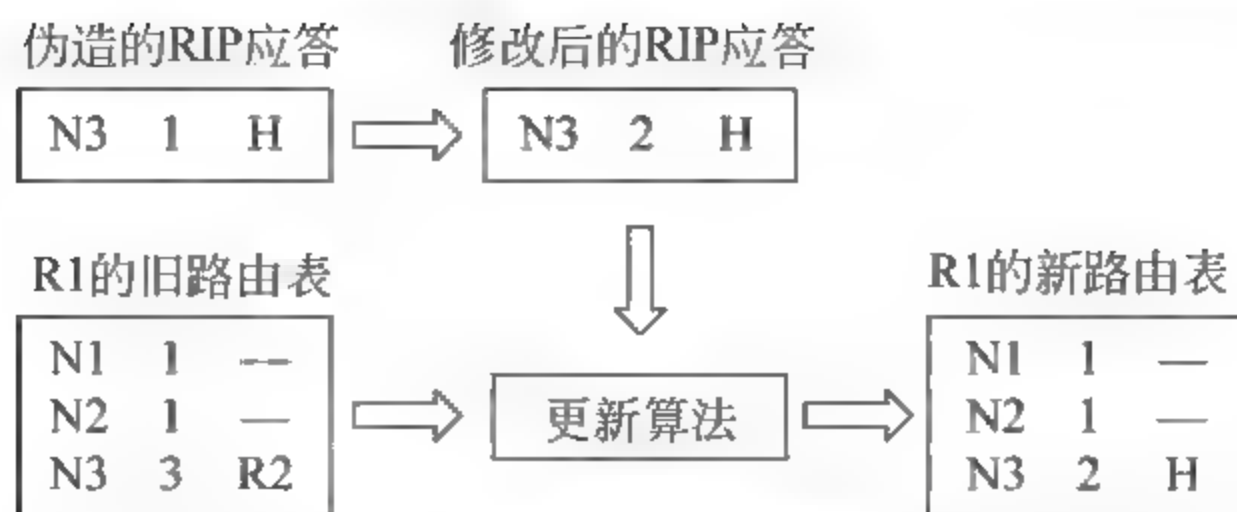 伪造的RIP应答 修改后的RIP应答
N3 1 H N3 2 H
R1的旧路由表 R1的新路由表
N1 1 — N1 1 —
N2 1 — 更新算法 N2 1 —
N3 3 R2 N3 2 H